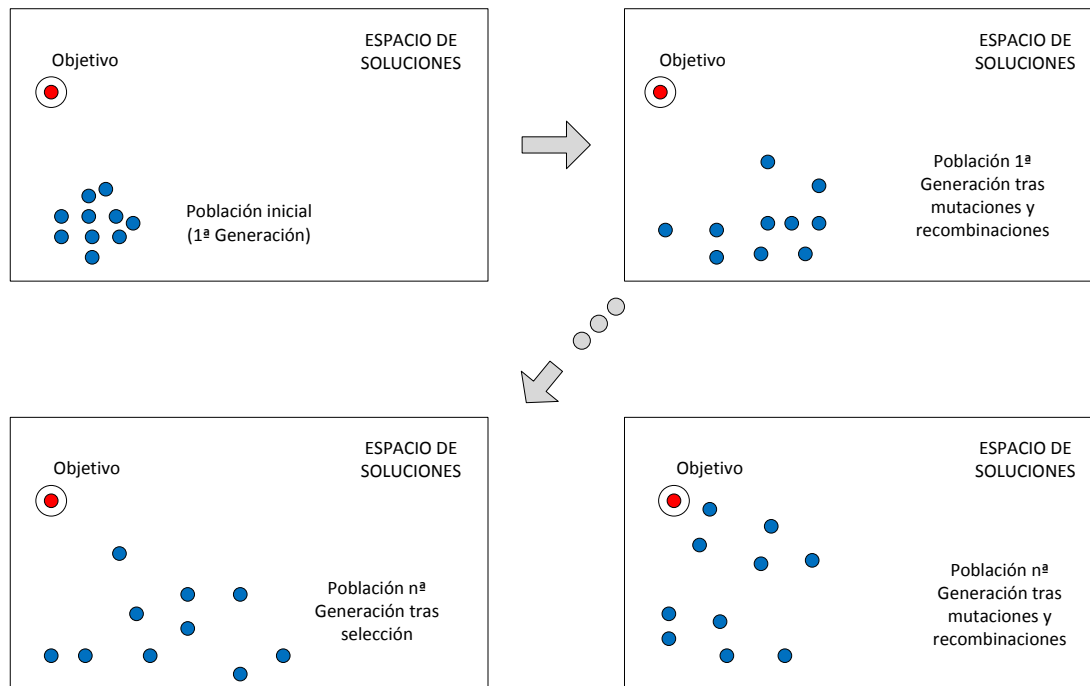 ESPACIO DE
SOLUCIONES
Objetivo
Población inicial
(1ª Generación)
ESPACIO DE
SOLUCIONES
Objetivo
Población 1ª
Generación tras
mutaciones y
recombinaciones
ESPACIO DE
SOLUCIONES
Objetivo
Población nª
Generación tras
selección
ESPACIO DE
SOLUCIONES
Objetivo
Población nª
Generación tras
mutaciones y
recombinaciones